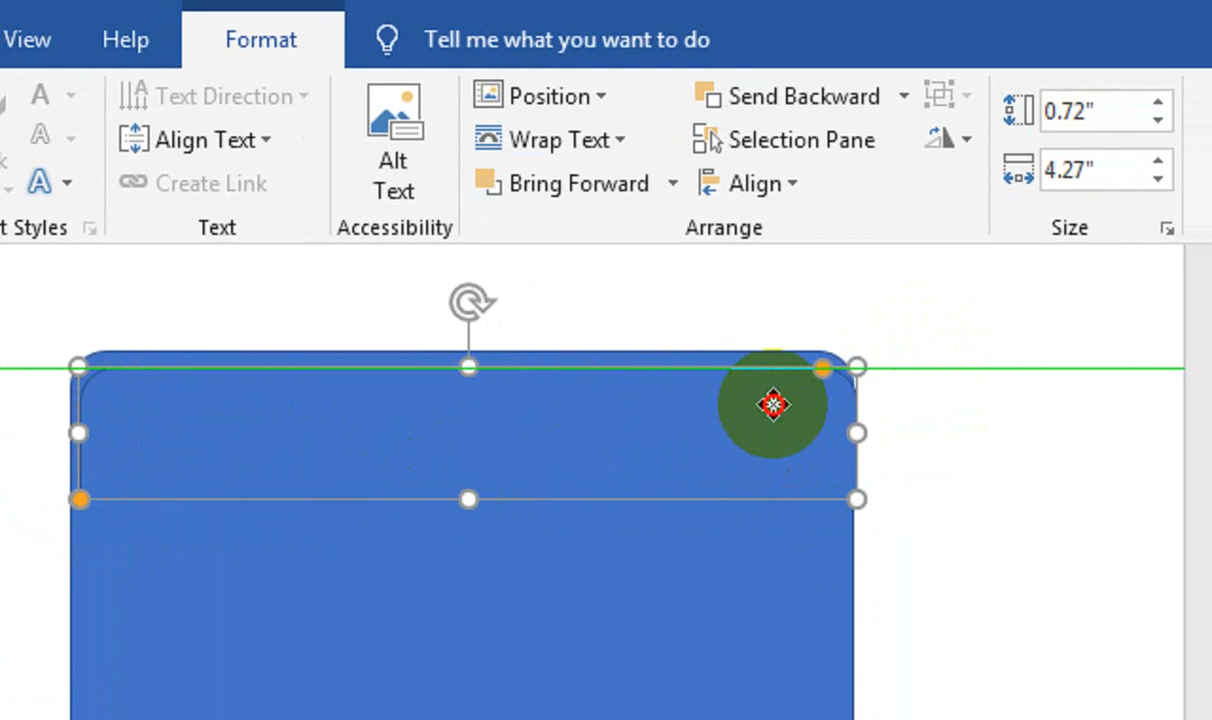 View Help Format Tell me what you want to do
Text Direction
Align Text
Create Link
Text
Alt
Text
Accessibility
Position
Wrap Text
Bring Forward
Send Backward
Selection Pane
Align
Arrange
0.72"
4.27"
Size
t Styles